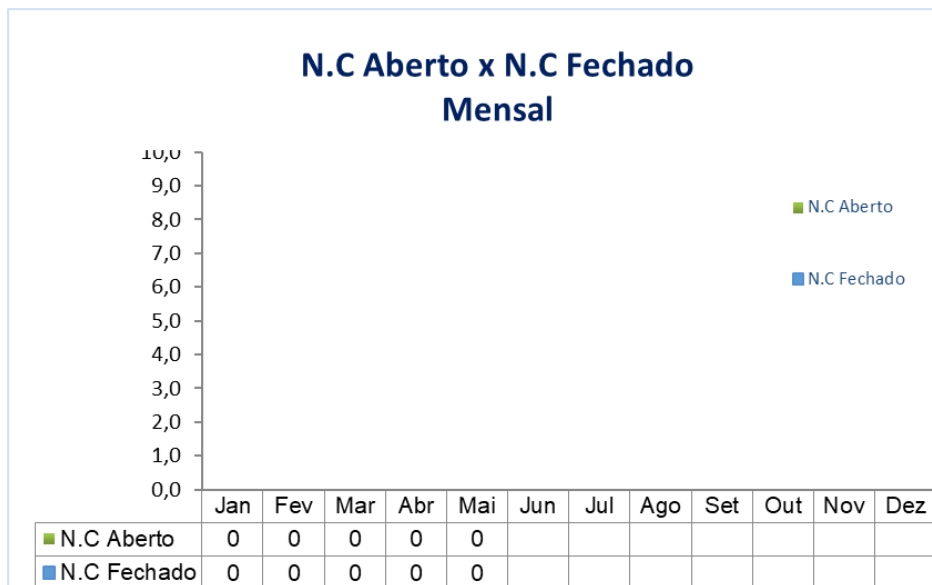 N.C Aberto x N.C Fechado
Mensal
10,0
9,0
8,0
7,0
6,0
5,0
4,0
3,0
2,0
1,0
0,0
N.C Aberto
N.C Fechado
Jan Fev Mar Abr Mai Jun Jul Ago Set Out Nov Dez
N.C Aberto 0 0 0 0 0
N.C Fechado 0 0 0 0 0